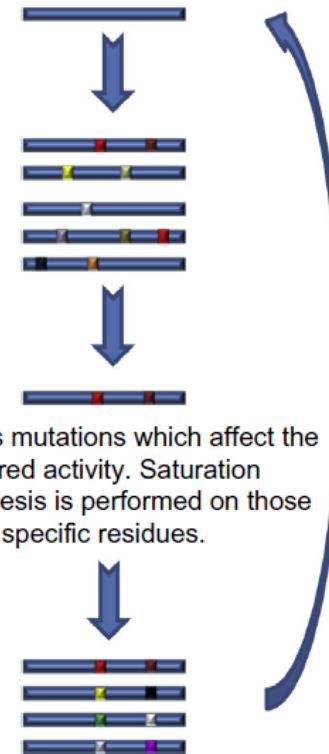 s mutations which affect the
red activity. Saturation
esis is performed on those
specific residues.